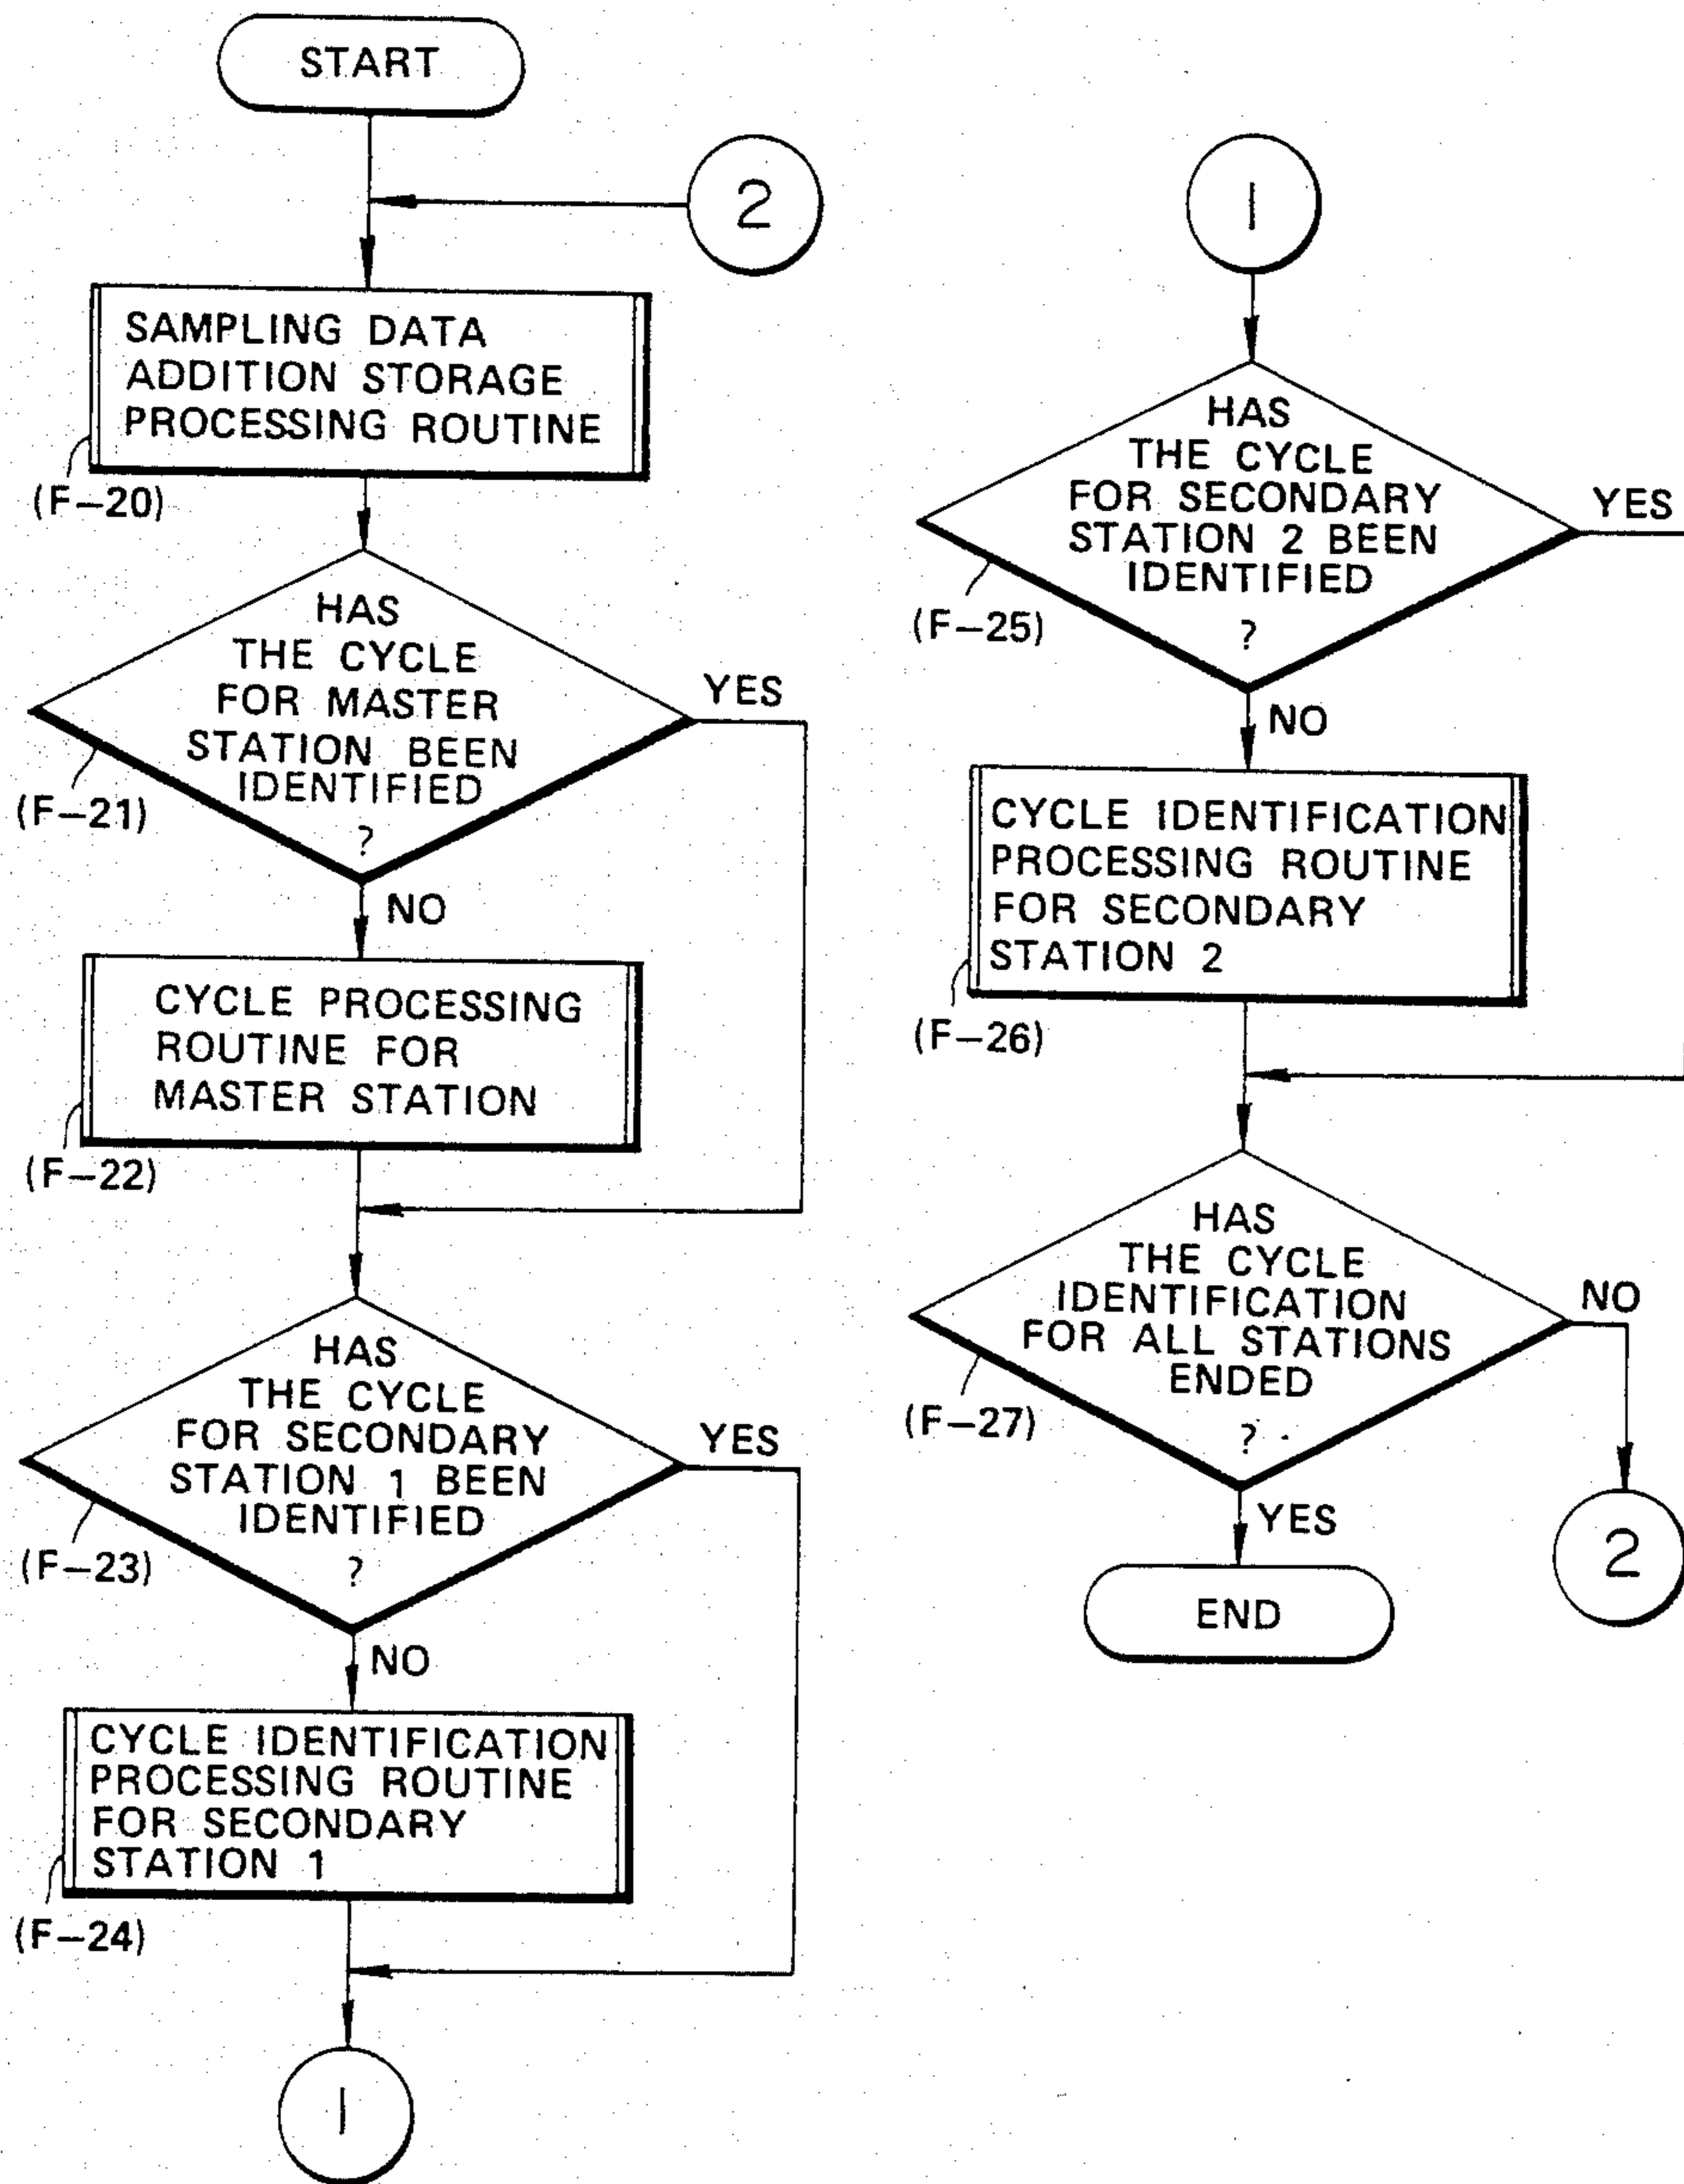 START
2
SAMPLING DATA
ADDITION STORAGE
PROCESSING ROUTINE
(F-20)
HAS
THE CYCLE
FOR MASTER
STATION BEEN
IDENTIFIED
?
YES
(F-21)
NO
CYCLE PROCESSING
ROUTINE FOR
MASTER STATION
(F-22)
HAS
THE CYCLE
FOR SECONDARY
STATION 1 BEEN
IDENTIFIED
?
YES
(F-23)
NO
CYCLE IDENTIFICATION
PROCESSING ROUTINE
FOR SECONDARY
STATION 1
(F-24)
1
1
HAS
THE CYCLE
FOR SECONDARY
STATION 2 BEEN
IDENTIFIED
?
YES
(F-25)
NO
CYCLE IDENTIFICATION
PROCESSING ROUTINE
FOR SECONDARY
STATION 2
(F-26)
HAS
THE CYCLE
IDENTIFICATION
FOR ALL STATIONS
ENDED
?
NO
(F-27)
YES
2
END